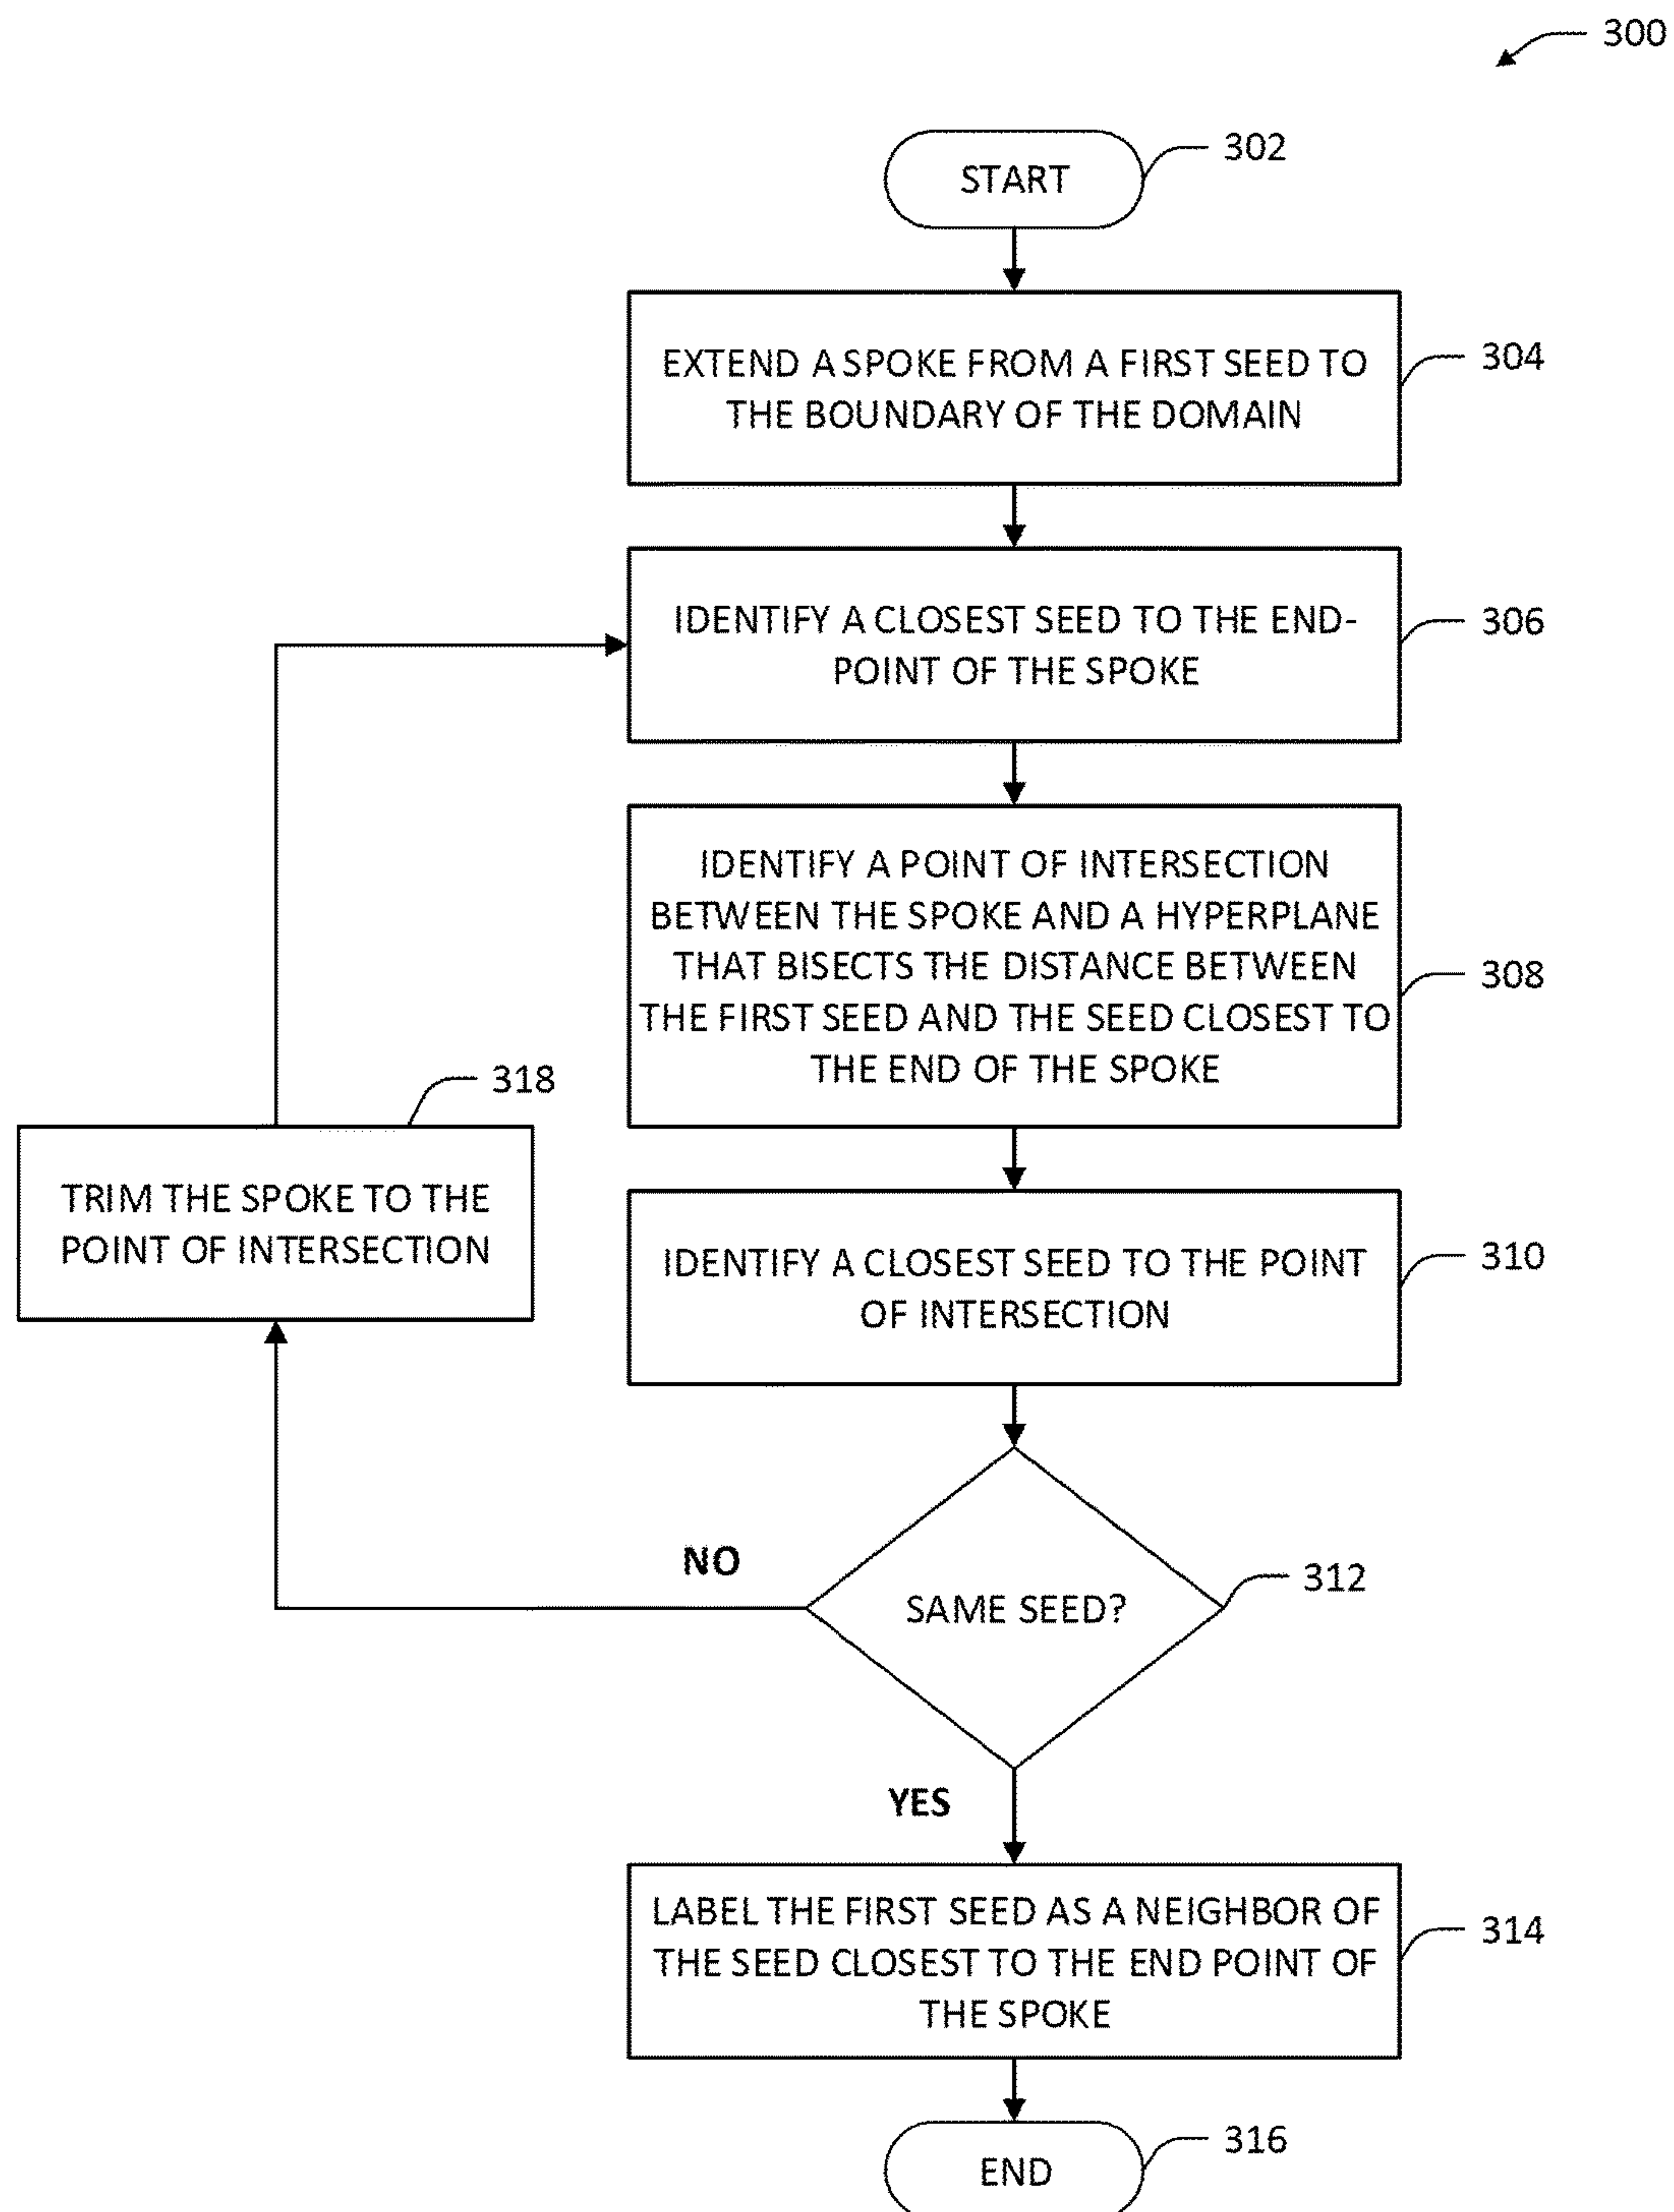 300
START
302
EXTEND A SPOKE FROM A FIRST SEED TO
THE BOUNDARY OF THE DOMAIN
304
IDENTIFY A CLOSEST SEED TO THE END-
POINT OF THE SPOKE
306
IDENTIFY A POINT OF INTERSECTION
BETWEEN THE SPOKE AND A HYPERPLANE
THAT BISECTS THE DISTANCE BETWEEN
THE FIRST SEED AND THE SEED CLOSEST TO
THE END OF THE SPOKE
308
318
TRIM THE SPOKE TO THE
POINT OF INTERSECTION
IDENTIFY A CLOSEST SEED TO THE POINT
OF INTERSECTION
310
NO
SAME SEED?
312
YES
LABEL THE FIRST SEED AS A NEIGHBOR OF
THE SEED CLOSEST TO THE END POINT OF
THE SPOKE
314
END
316